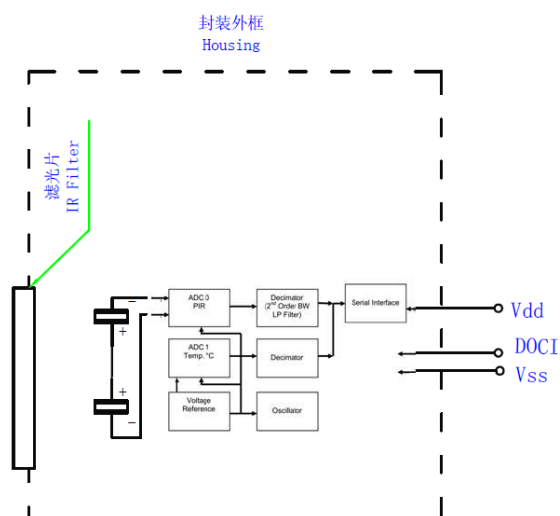 封装外框
Housing
滤光片
IR Filter
ADC 0
PIR
Decimator
(2nd Order BW
LP Filter)
Serial Interface
Vdd
ADC 1
Temp. °C
Decimator
DOCI
Vss
Voltage
Reference
Oscillator
−
+
+
−